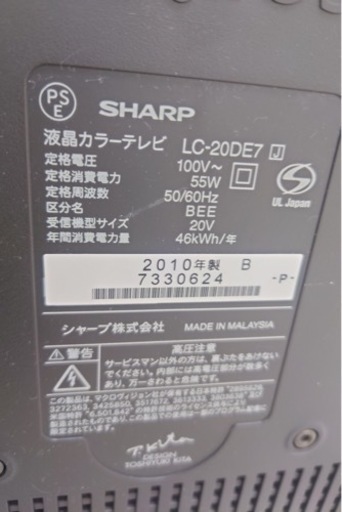 PS
E
SHARP
液晶カラーテレビ LC-20DE7 J
定格電圧 100V~
定格消費電力 55W
定格周波数 50/60Hz
区分名 BEE
受信機型サイズ 20V
年間消費電力量 46kWh/年
S
UL Japan
2010年製 B
7330624
-P-
シャープ株式会社 MADE IN MALAYSIA
警告 高圧注意
サービスマン以外の方は、裏ぶたをあけないでください。
内部には高電圧部分が数多くあり、万一さわると危険です。
DESIGN
TOSHIYUKI KITA